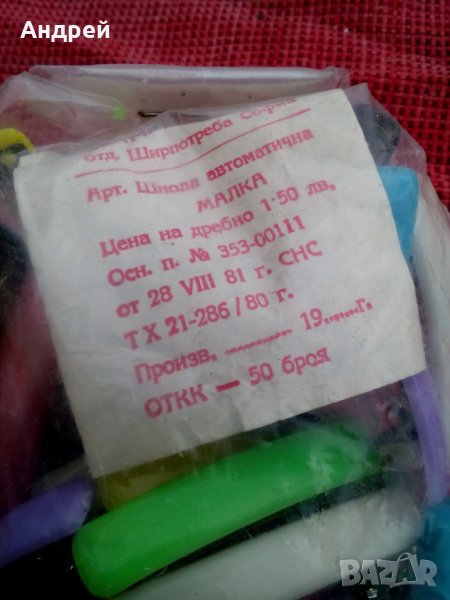 Андрей
отд. Ширпотреба София
Арт. Шнола автоматична
МАЛКА
Цена на дребно 1·50 лв.
Осн. п. № 353-00111
от 28 VIII 81 г. СНС
Т Х 21-286/80 г.
Произв. ............ 19......г.
ОТКК — 50 броя
BAZAR